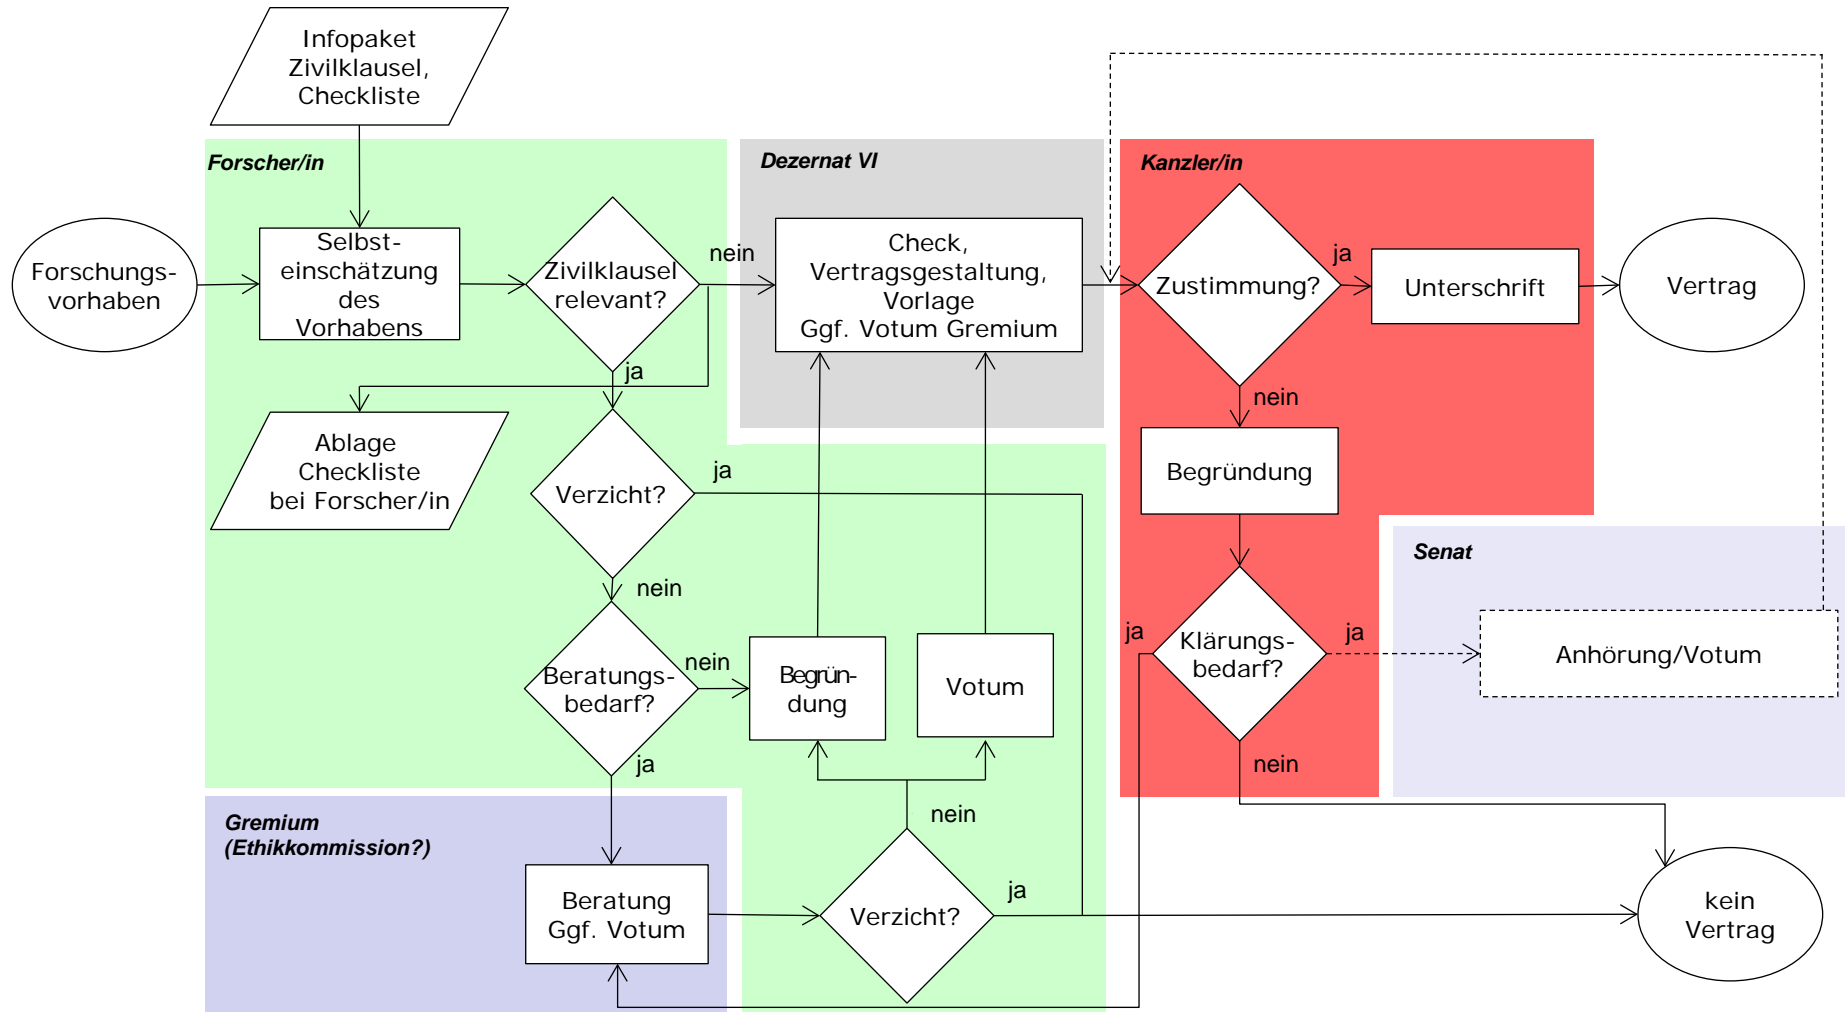 Infopaket
Zivilklausel,
Checkliste
Forscher/in
Dezernat VI
Kanzler/in
Forschungs-
vorhaben
Selbst-
einschätzung
des
Vorhabens
Zivilklausel
relevant?
nein
ja
Check,
Vertragsgestaltung,
Vorlage
Ggf. Votum Gremium
Zustimmung?
ja
nein
Unterschrift
Vertrag
Ablage
Checkliste
bei Forscher/in
Verzicht?
ja
nein
Begründung
Senat
Beratungs-
bedarf?
nein
ja
Begrün-
dung
Votum
ja
Klärungs-
bedarf?
ja
nein
Anhörung/Votum
Gremium
(Ethikkommission?)
Beratung
Ggf. Votum
nein
Verzicht?
ja
kein
Vertrag